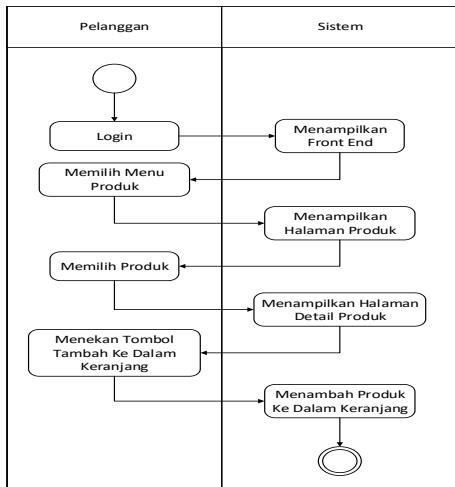 Pelanggan
Sistem
Login
Menampilkan
Front End
Memilih Menu
Produk
Menampilkan
Halaman Produk
Memilih Produk
Menampilkan Halaman
Detail Produk
Menekan Tombol
Tambah Ke Dalam
Keranjang
Menambah Produk
Ke Dalam Keranjang